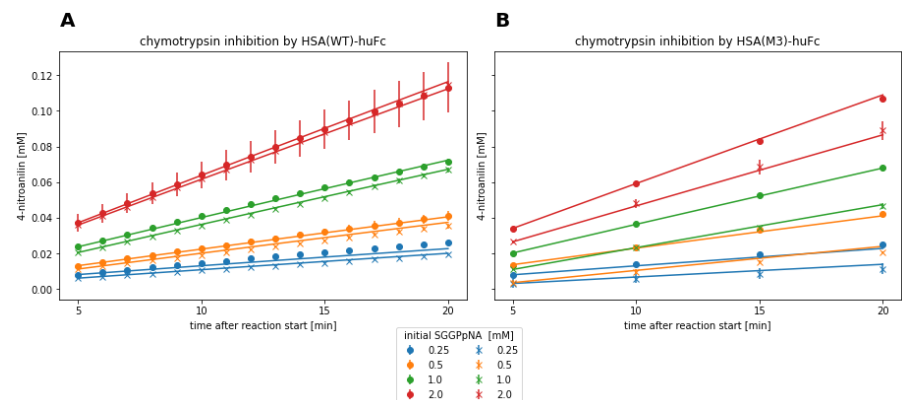 A
B
chymotrypsin inhibition by HSA(WT)-huFc
chymotrypsin inhibition by HSA(M3)-huFc
4-nitroanilin [mM]
0.12
0.10
0.08
0.06
0.04
0.02
0.00
5
10
15
20
time after reaction start [min]
4-nitroanilin [mM]
5
10
15
20
time after reaction start [min]
initial SGGPpNA [mM]
0.25 0.25
0.5 0.5
1.0 1.0
2.0 2.0